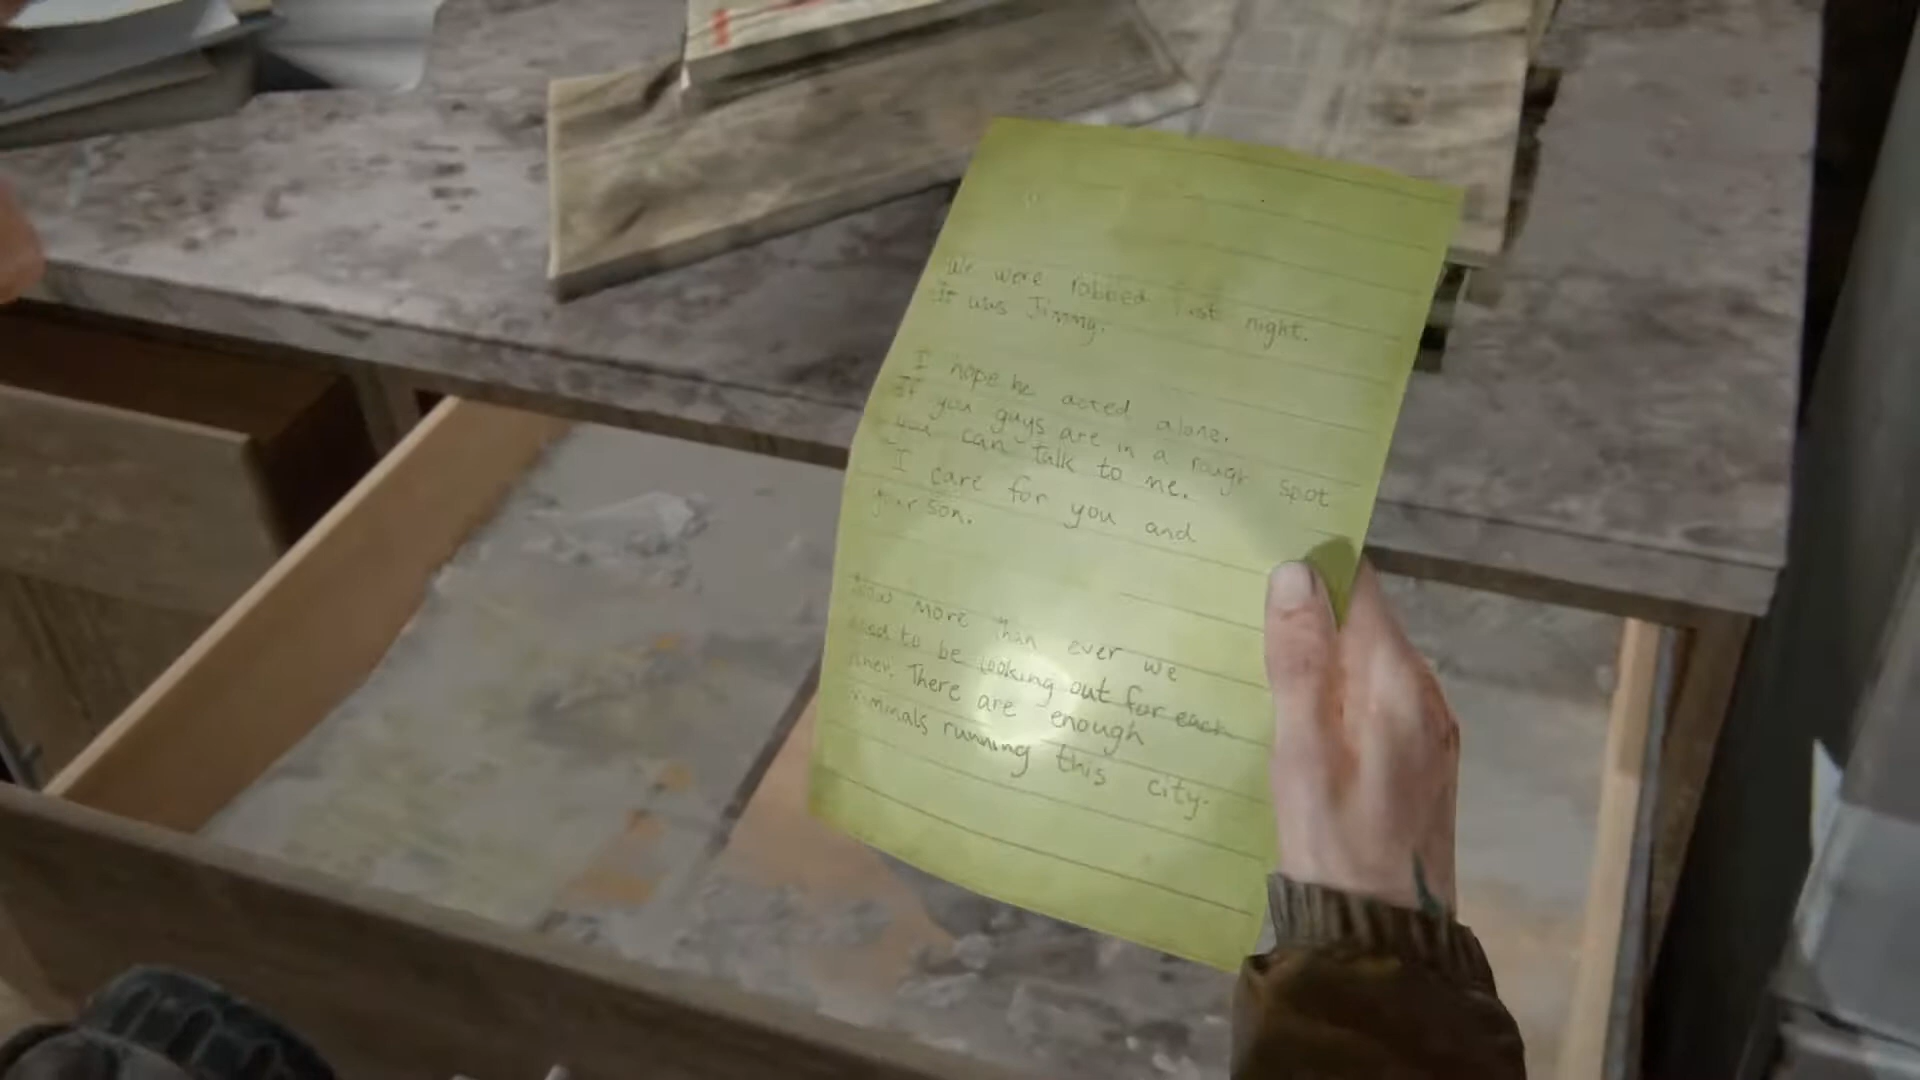 We were robbed last night.
It was Jimmy.
I hope he acted alone.
If you guys are in a rough spot
you can talk to me.
I care for you and
your son.
Now more than ever we
need to be looking out for each
other. There are enough
criminals running this city.